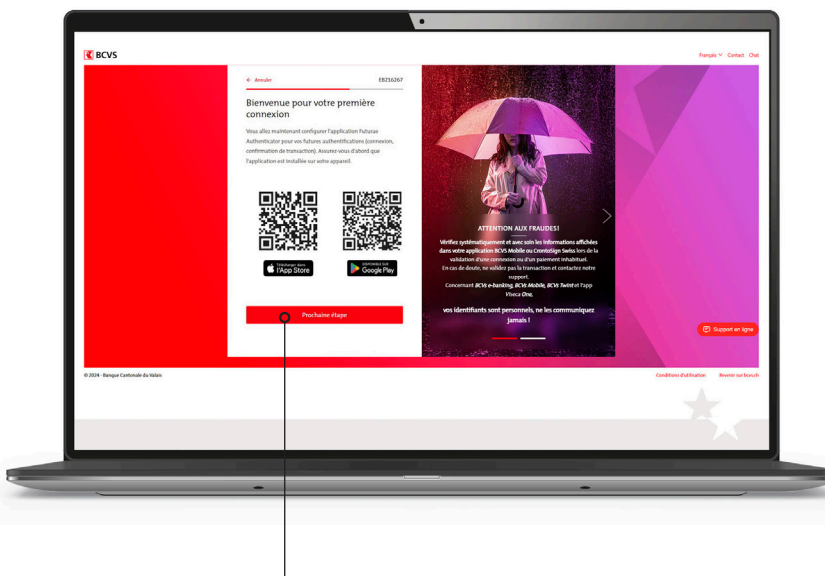 BCVS
Français Contact Chat
← Annuler EB216267
Bienvenue pour votre première
connexion
Vous allez maintenant configurer l'application Futurae
Authenticator pour vos futures authentifications (connexion,
confirmation de transaction). Assurez-vous d'abord que
l'application est installée sur votre appareil.
Télécharger dans
l'App Store
DISPONIBLE SUR
Google Play
Prochaine étape
ATTENTION AUX FRAUDES!
Vérifiez systématiquement et avec soin les informations affichées
dans votre application BCVS Mobile ou CrontoSign Swiss lors de la
validation d'une connexion ou d'un paiement inhabituel.
En cas de doute, ne validez pas la transaction et contactez notre
support.
Concernant BCVS e-banking, BCVS Mobile, BCVS Twint et l'app
Viseca One,
vos identifiants sont personnels, ne les communiquez
jamais !
Support en ligne
© 2024 - Banque Cantonale du Valais
Conditions d'utilisation Revenir sur bcvs.ch